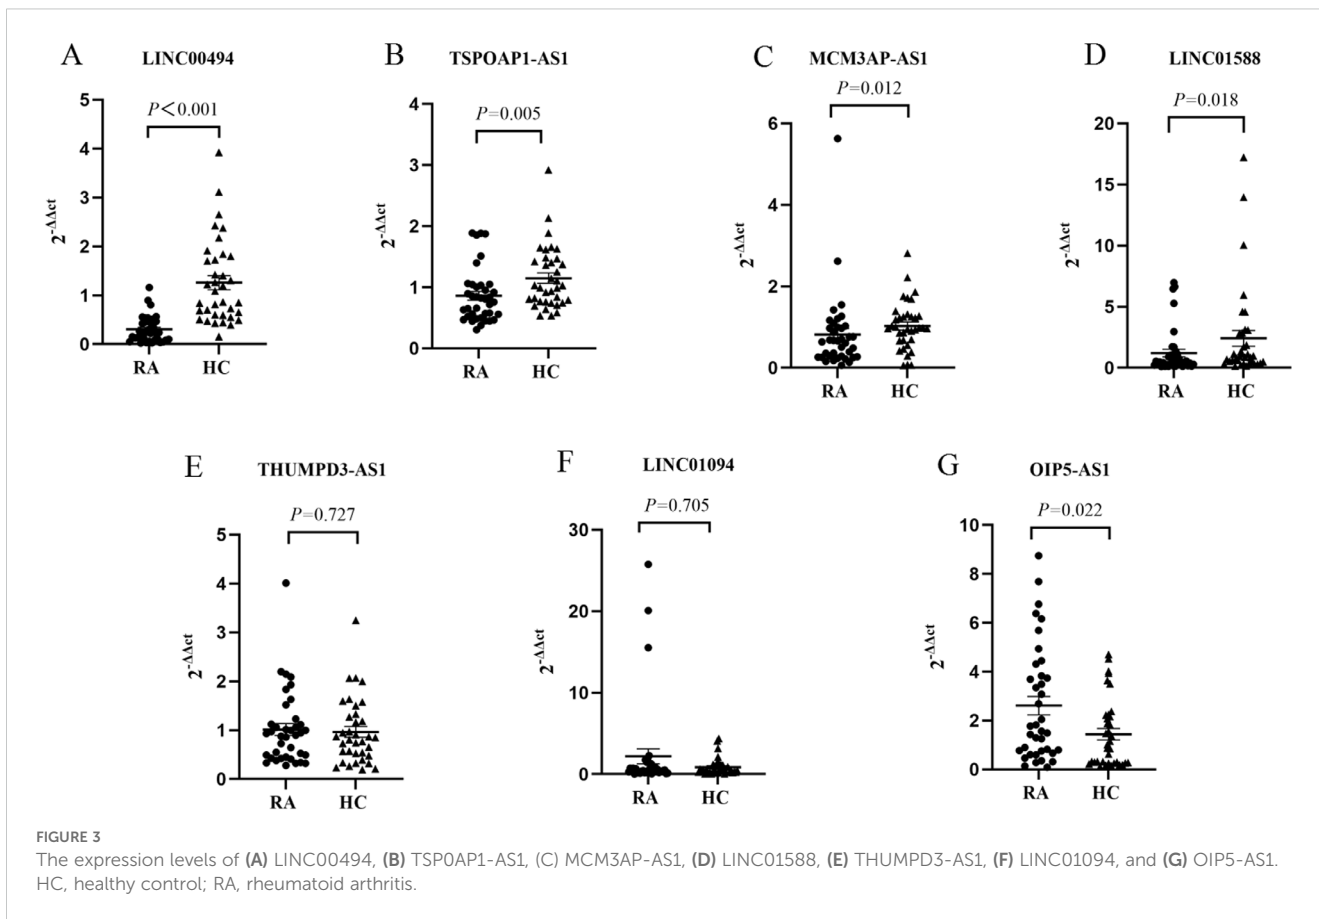 A
LINC00494
P<0.001
5
4
3
2
1
0
2-ΔΔct
RA
HC
B
TSPOAP1-AS1
P=0.005
4
3
2
1
0
2-ΔΔct
RA
HC
C
MCM3AP-AS1
P=0.012
6
4
2
0
2-ΔΔct
RA
HC
D
LINC01588
P=0.018
20
15
10
5
0
2-ΔΔct
RA
HC
E
THUMPD3-AS1
P=0.727
5
4
3
2
1
0
2-ΔΔct
RA
HC
F
LINC01094
P=0.705
30
20
10
0
2-ΔΔct
RA
HC
G
OIP5-AS1
P=0.022
10
8
6
4
2
0
2-ΔΔct
RA
HC
FIGURE 3
The expression levels of (A) LINC00494, (B) TSP0AP1-AS1, (C) MCM3AP-AS1, (D) LINC01588, (E) THUMPD3-AS1, (F) LINC01094, and (G) OIP5-AS1.
HC, healthy control; RA, rheumatoid arthritis.